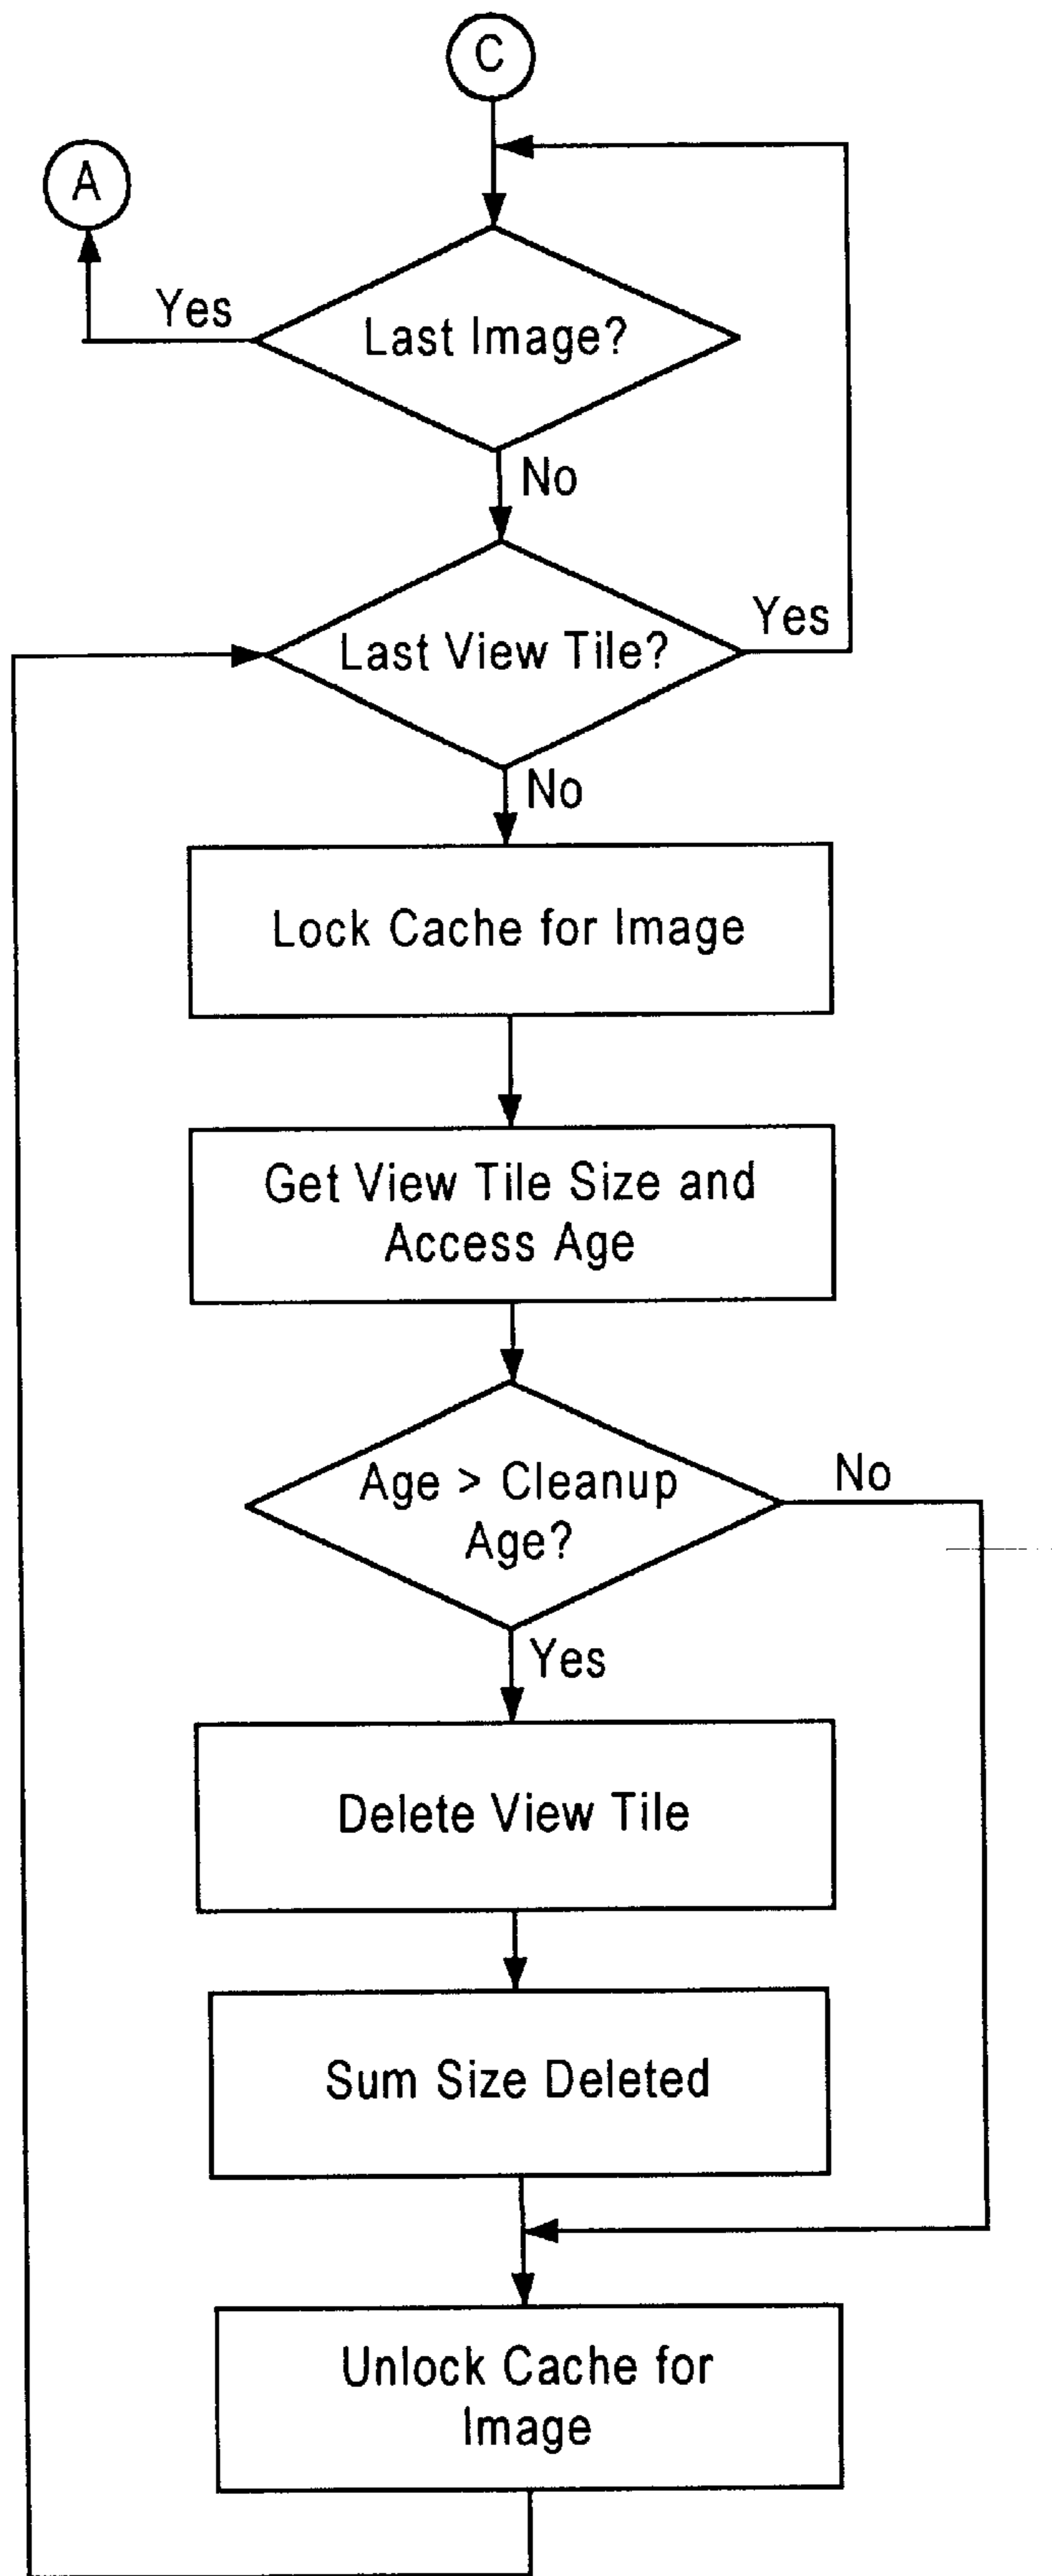 C
A
Yes
Last Image?
No
Yes
Last View Tile?
No
Lock Cache for Image
Get View Tile Size and
Access Age
Age > Cleanup
Age?
No
Yes
Delete View Tile
Sum Size Deleted
Unlock Cache for
Image